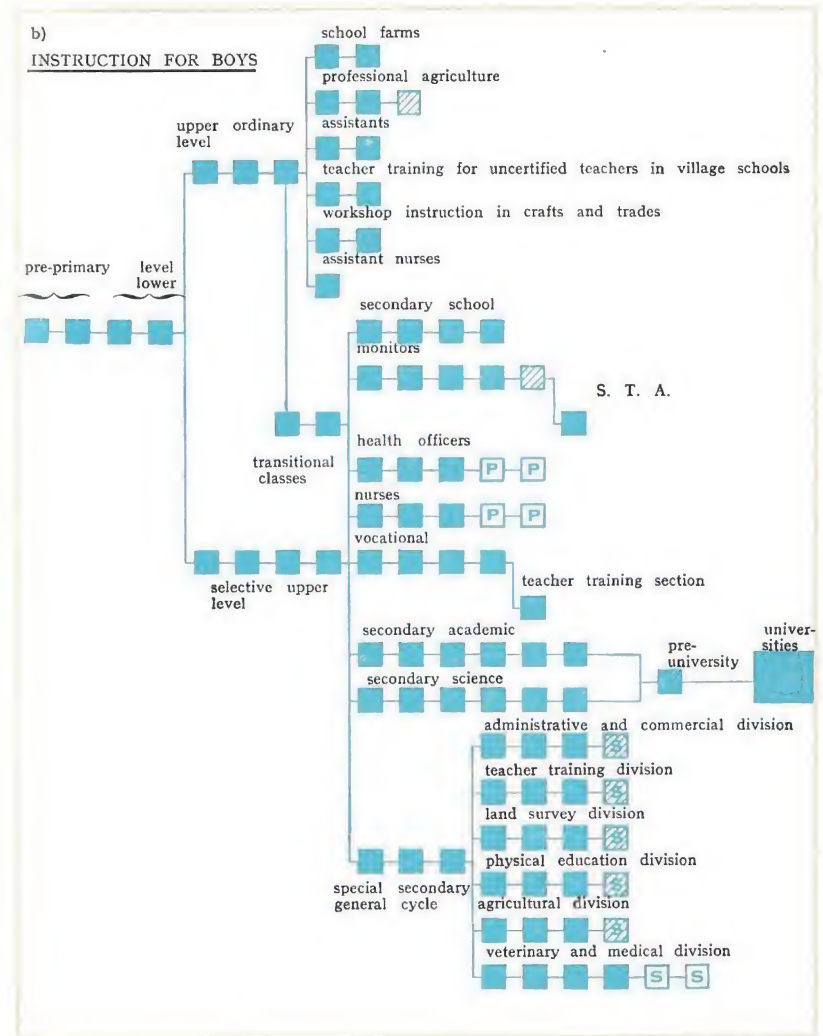 b)
INSTRUCTION FOR BOYS
school farms
professional agriculture
assistants
upper ordinary
level
teacher training for uncertified teachers in village schools
workshop instruction in crafts and trades
assistant nurses
pre-primary
level
lower
secondary school
monitors
S. T. A.
transitional
classes
health officers
P P
nurses
P P
vocational
selective upper
level
teacher training section
secondary academic
secondary science
pre-
university
univer-
sities
administrative and commercial division
S
teacher training division
S
land survey division
S
physical education division
S
special secondary
general cycle
agricultural division
S
veterinary and medical division
S S